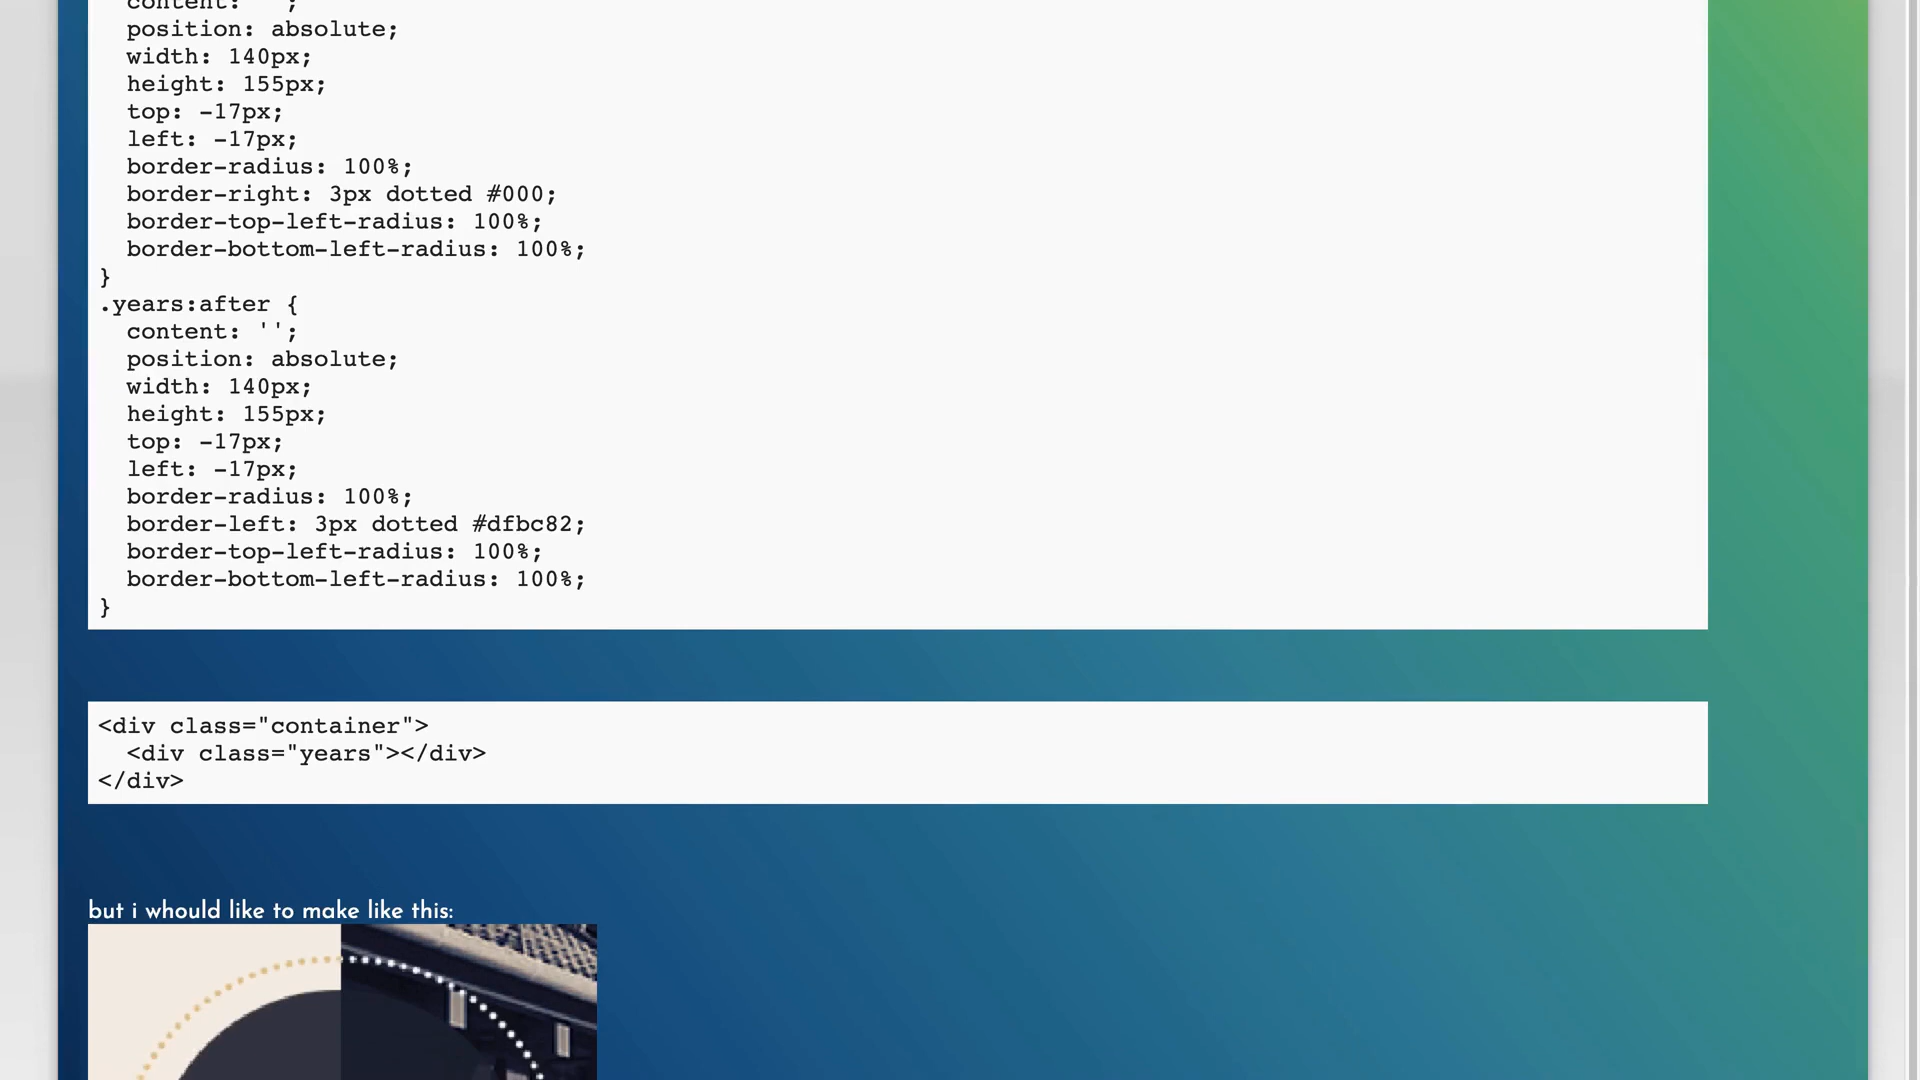 content: '';
position: absolute;
width: 140px;
height: 155px;
top: -17px;
left: -17px;
border-radius: 100%;
border-right: 3px dotted #000;
border-top-left-radius: 100%;
border-bottom-left-radius: 100%;
}
.years:after {
content: '';
position: absolute;
width: 140px;
height: 155px;
top: -17px;
left: -17px;
border-radius: 100%;
border-left: 3px dotted #dfbc82;
border-top-left-radius: 100%;
border-bottom-left-radius: 100%;
}
<div class="container">
<div class="years"></div>
</div>
but i whould like to make like this: